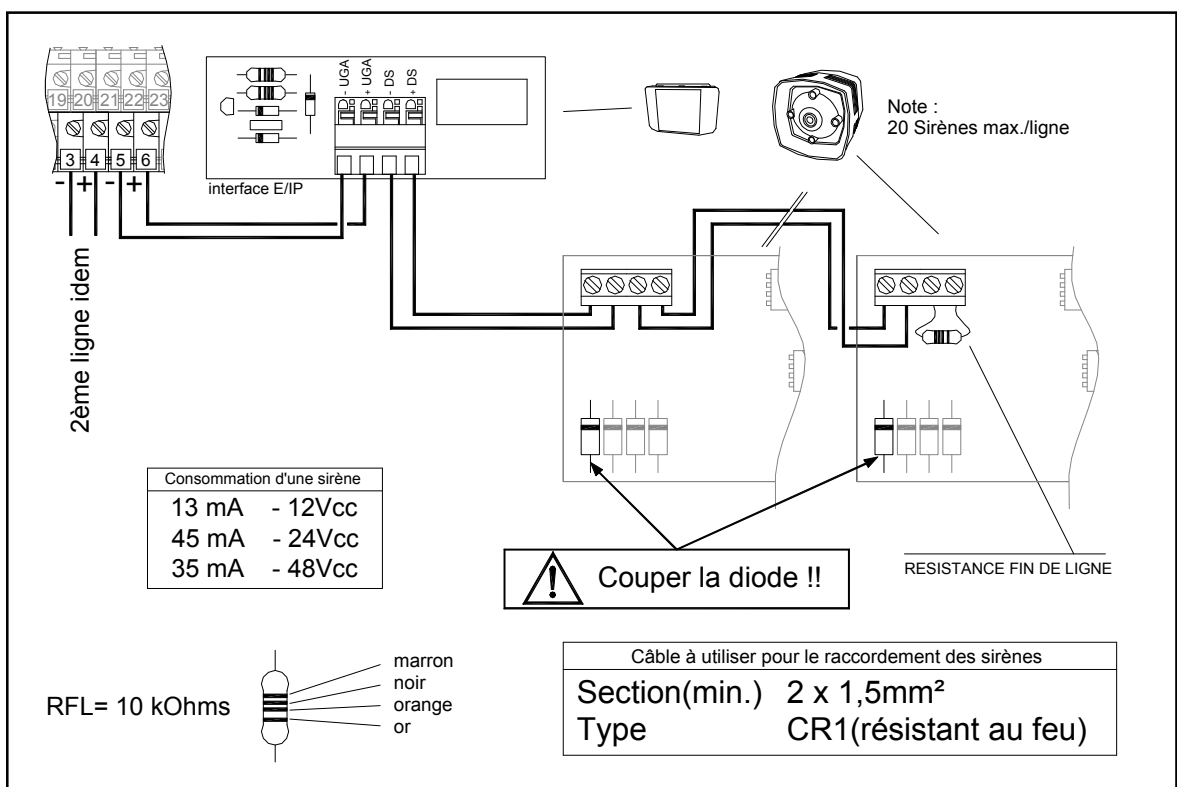 19 20 21 22 23
3 4 5 6
- + - +
2ème ligne idem
- UGA
+ UGA
- DS
+ DS
interface E/IP
Note :
20 Sirènes max./ligne
Consommation d'une sirène
13 mA - 12Vcc
45 mA - 24Vcc
35 mA - 48Vcc
Couper la diode !!
RESISTANCE FIN DE LIGNE
RFL= 10 kOhms
marron
noir
orange
or
Câble à utiliser pour le raccordement des sirènes
Section(min.) 2 x 1,5mm²
Type CR1(résistant au feu)